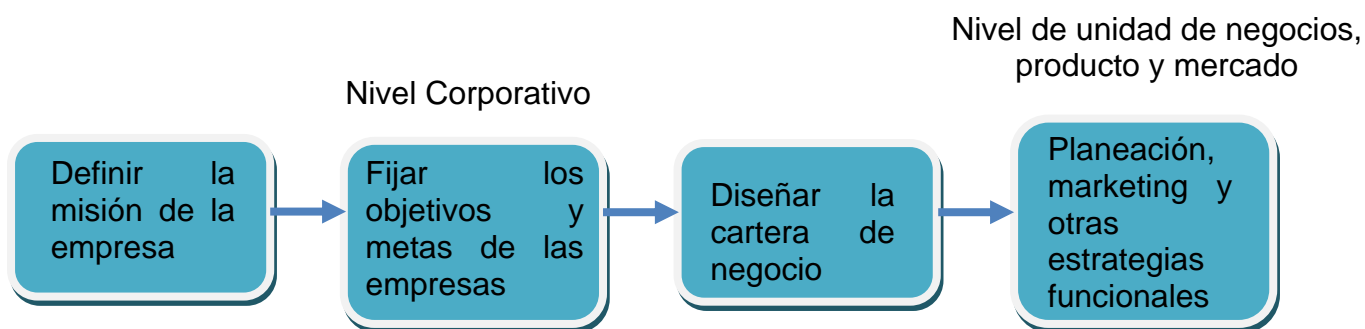 Nivel de unidad de negocios,
producto y mercado
Nivel Corporativo
Definir la
misión de la
empresa
Fijar los
objetivos y
metas de las
empresas
Diseñar la
cartera de
negocio
Planeación,
marketing y
otras
estrategias
funcionales